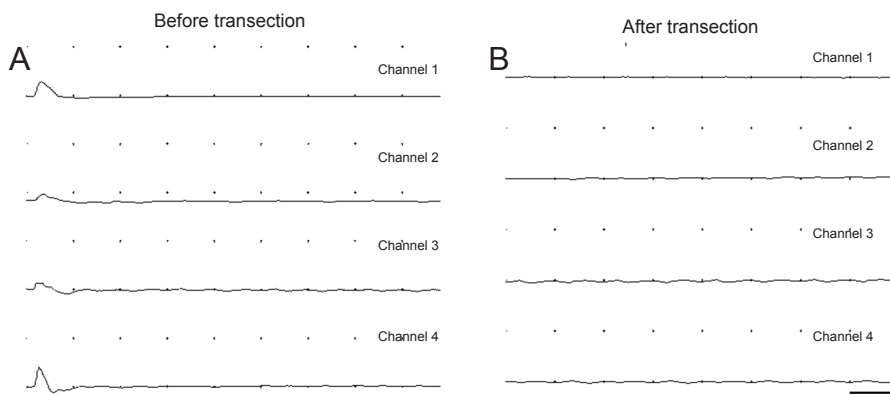 Before transection
A
Channel 1
Channel 2
Channel 3
Channel 4
After transection
B
Channel 1
Channel 2
Channel 3
Channel 4